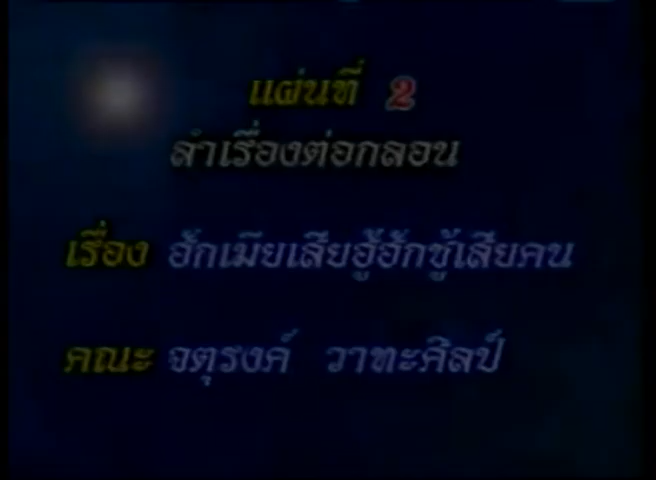 แผ่นที่ 2
ลำเรื่องต่อกลอน
เรื่อง ฮักเมียเสียอู้ฮักชู้เสียคน
คณะ จตุรงค์ วาทะศิลป์